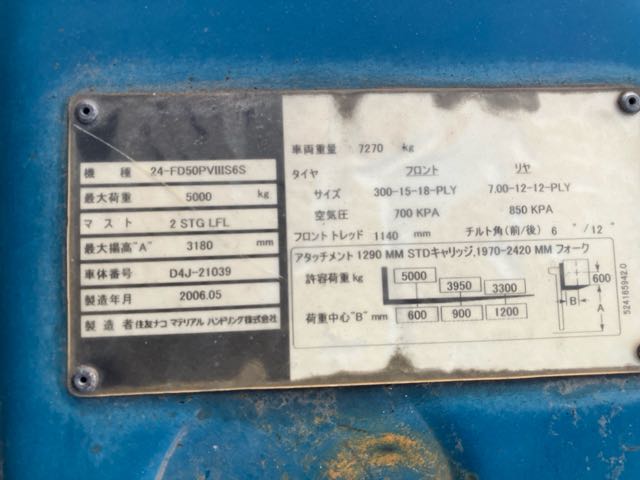 機 種 24-FD50PVIIIS6S
最大荷重 5000 kg
マスト 2 STG LFL
最大揚高"A" 3180 mm
車体番号 D4J-21039
製造年月 2006.05
製造者 住友ナコ マテリアル ハンドリング株式会社
車両重量 7270 kg
タイヤ フロント リヤ
サイズ 300-15-18-PLY 7.00-12-12-PLY
空気圧 700 KPA 850 KPA
フロントトレッド 1140 mm チルト角(前/後) 6 °/12°
アタッチメント 1290 MM STDキャリッジ,1970-2420 MM フォーク
許容荷重 kg 5000 3950 3300
荷重中心"B" mm 600 900 1200
600
B
A
524165942.0